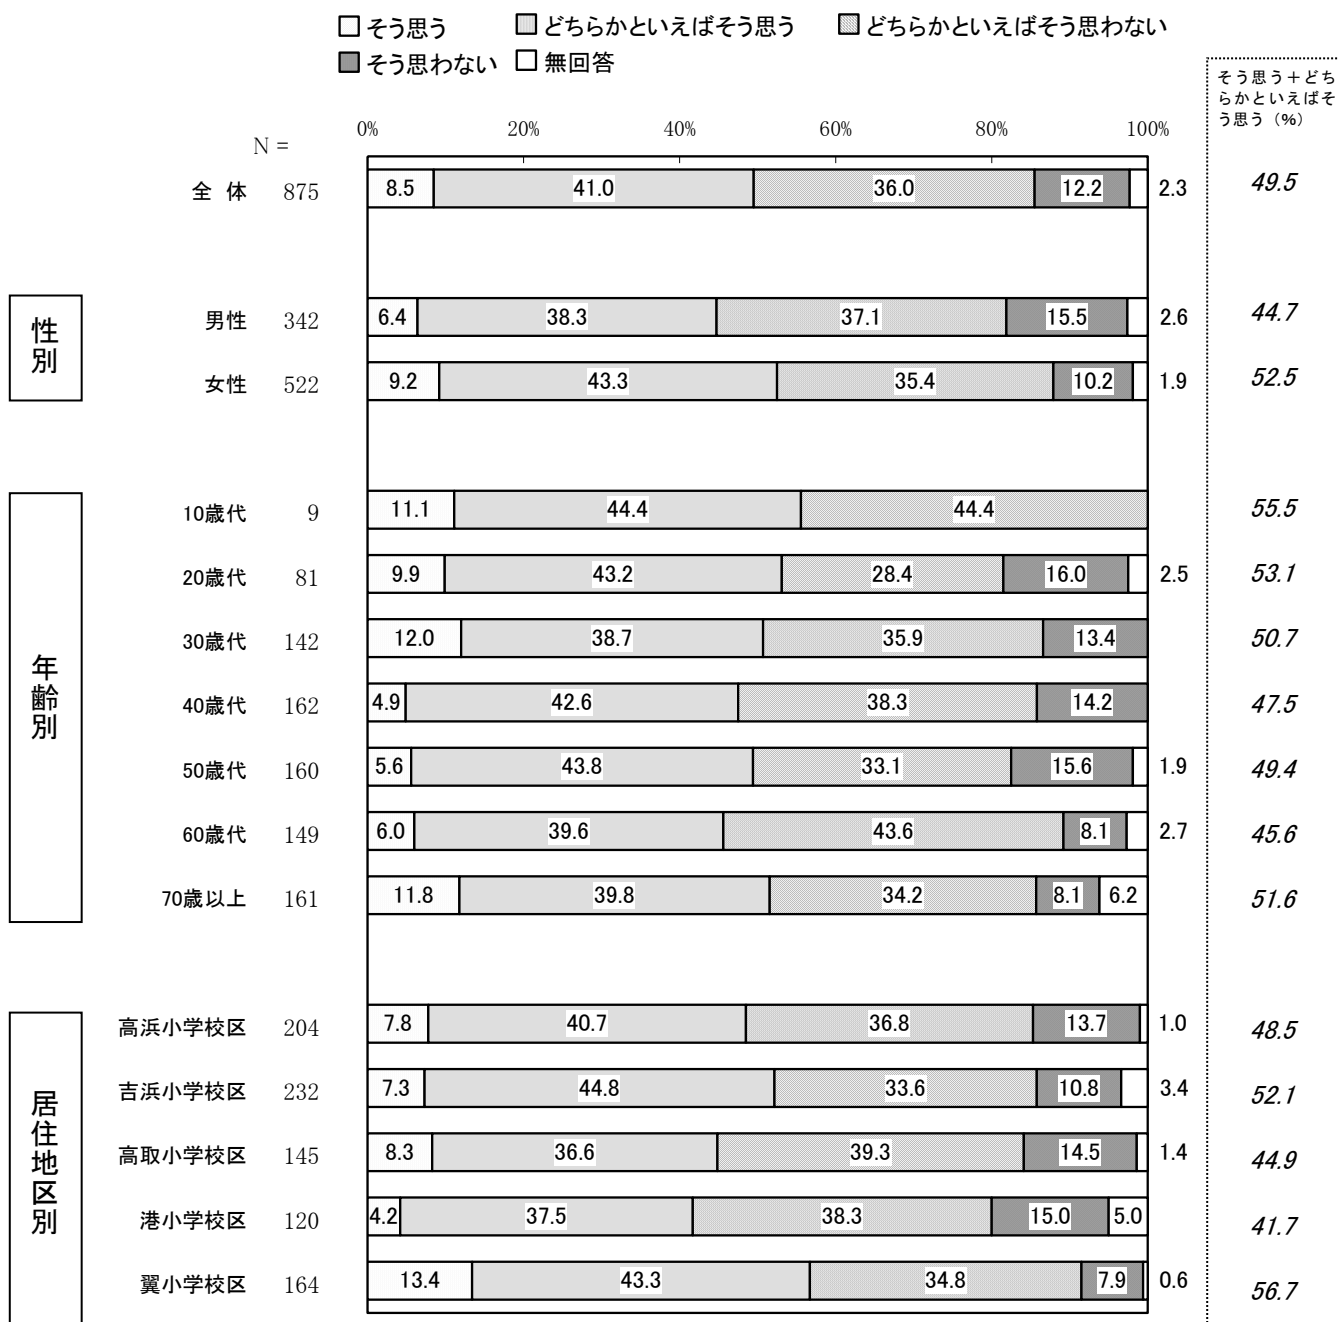 そう思う どちらかといえばそう思う どちらかといえばそう思わない
そう思わない 無回答
そう思う＋どち
らかといえばそ
う思う（%）
0% 20% 40% 60% 80% 100%
N =
全 体 875 8.5 41.0 36.0 12.2 2.3 49.5
性別
男性 342 6.4 38.3 37.1 15.5 2.6 44.7
女性 522 9.2 43.3 35.4 10.2 1.9 52.5
年齢別
10歳代 9 11.1 44.4 44.4 55.5
20歳代 81 9.9 43.2 28.4 16.0 2.5 53.1
30歳代 142 12.0 38.7 35.9 13.4 50.7
40歳代 162 4.9 42.6 38.3 14.2 47.5
50歳代 160 5.6 43.8 33.1 15.6 1.9 49.4
60歳代 149 6.0 39.6 43.6 8.1 2.7 45.6
70歳以上 161 11.8 39.8 34.2 8.1 6.2 51.6
居住地区別
高浜小学校区 204 7.8 40.7 36.8 13.7 1.0 48.5
吉浜小学校区 232 7.3 44.8 33.6 10.8 3.4 52.1
高取小学校区 145 8.3 36.6 39.3 14.5 1.4 44.9
港小学校区 120 4.2 37.5 38.3 15.0 5.0 41.7
翼小学校区 164 13.4 43.3 34.8 7.9 0.6 56.7